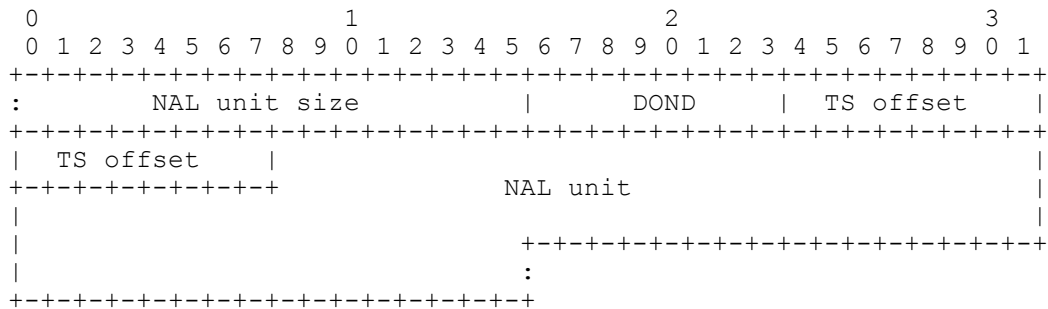 0                   1                   2                   3
 0 1 2 3 4 5 6 7 8 9 0 1 2 3 4 5 6 7 8 9 0 1 2 3 4 5 6 7 8 9 0 1
+-+-+-+-+-+-+-+-+-+-+-+-+-+-+-+-+-+-+-+-+-+-+-+-+-+-+-+-+-+-+-+-+
:        NAL unit size          |      DOND     |  TS offset    |
+-+-+-+-+-+-+-+-+-+-+-+-+-+-+-+-+-+-+-+-+-+-+-+-+-+-+-+-+-+-+-+-+
|  TS offset    |                                               |
+-+-+-+-+-+-+-+-+              NAL unit                         |
|                                                               |
|                               +-+-+-+-+-+-+-+-+-+-+-+-+-+-+-+-+
|                               :
+-+-+-+-+-+-+-+-+-+-+-+-+-+-+-+-+